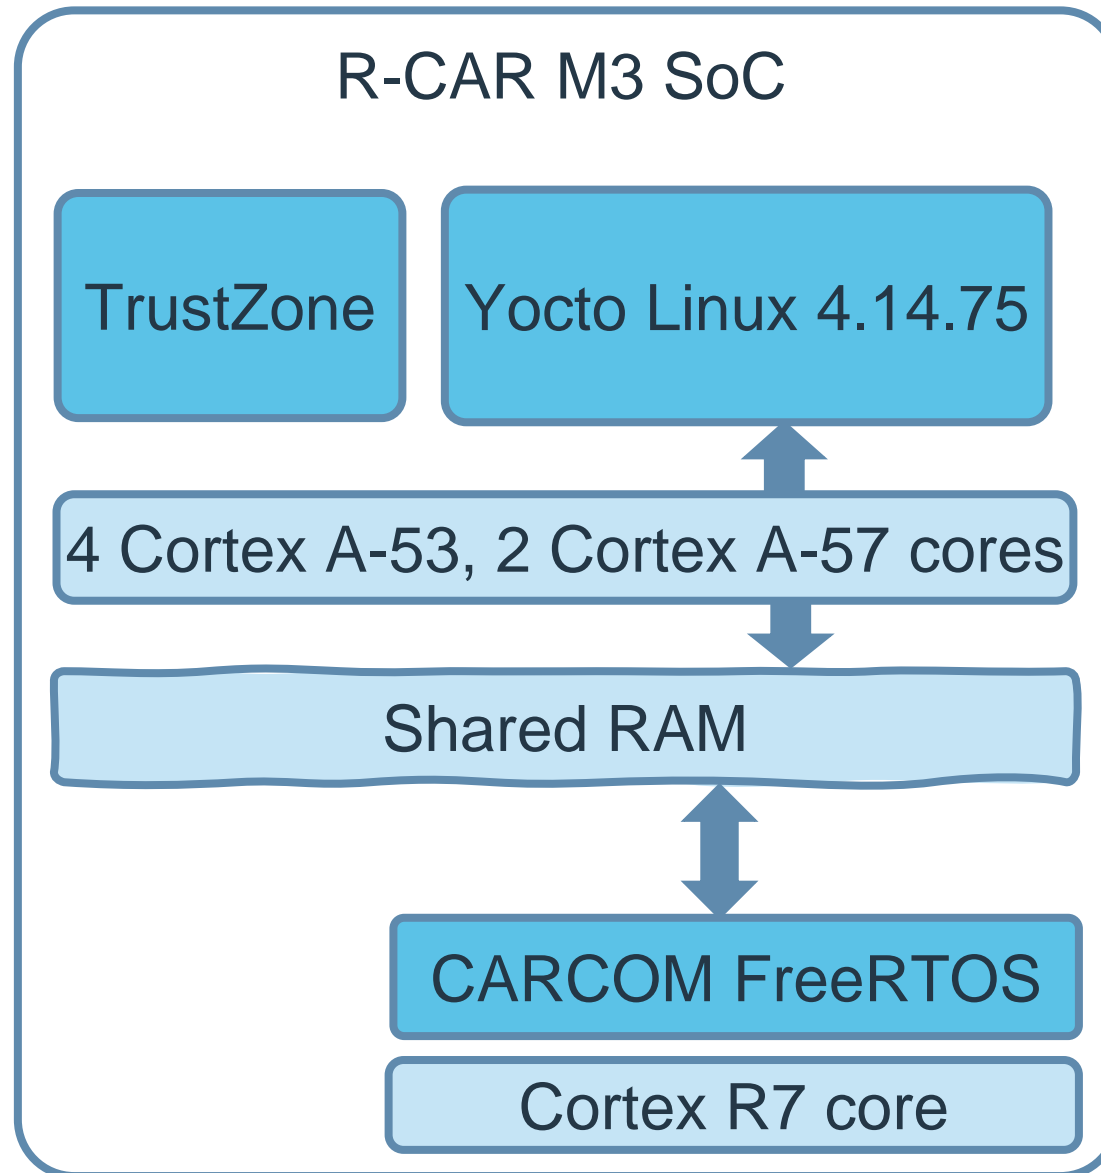 R-CAR M3 SoC
TrustZone
Yocto Linux 4.14.75
4 Cortex A-53, 2 Cortex A-57 cores
Shared RAM
CARCOM FreeRTOS
Cortex R7 core